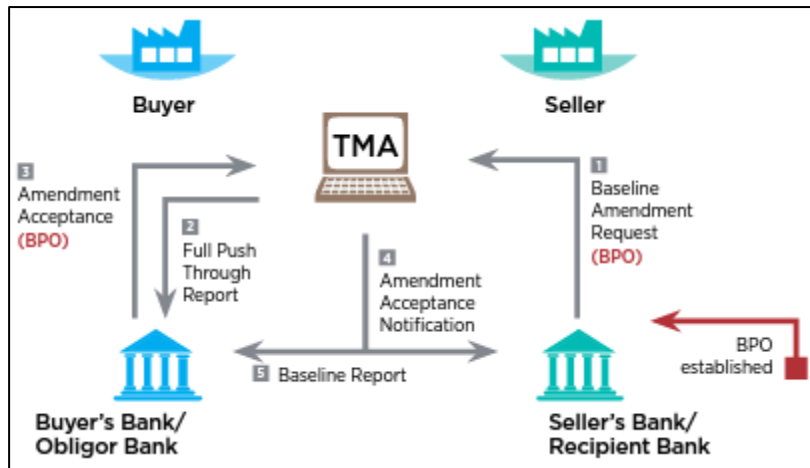 Buyer
Seller
TMA
3
Amendment
Acceptance
(BPO)
2
Full Push
Through
Report
4
Amendment
Acceptance
Notification
1
Baseline
Amendment
Request
(BPO)
BPO
established
5 Baseline Report
Buyer's Bank/
Obligor Bank
Seller's Bank/
Recipient Bank